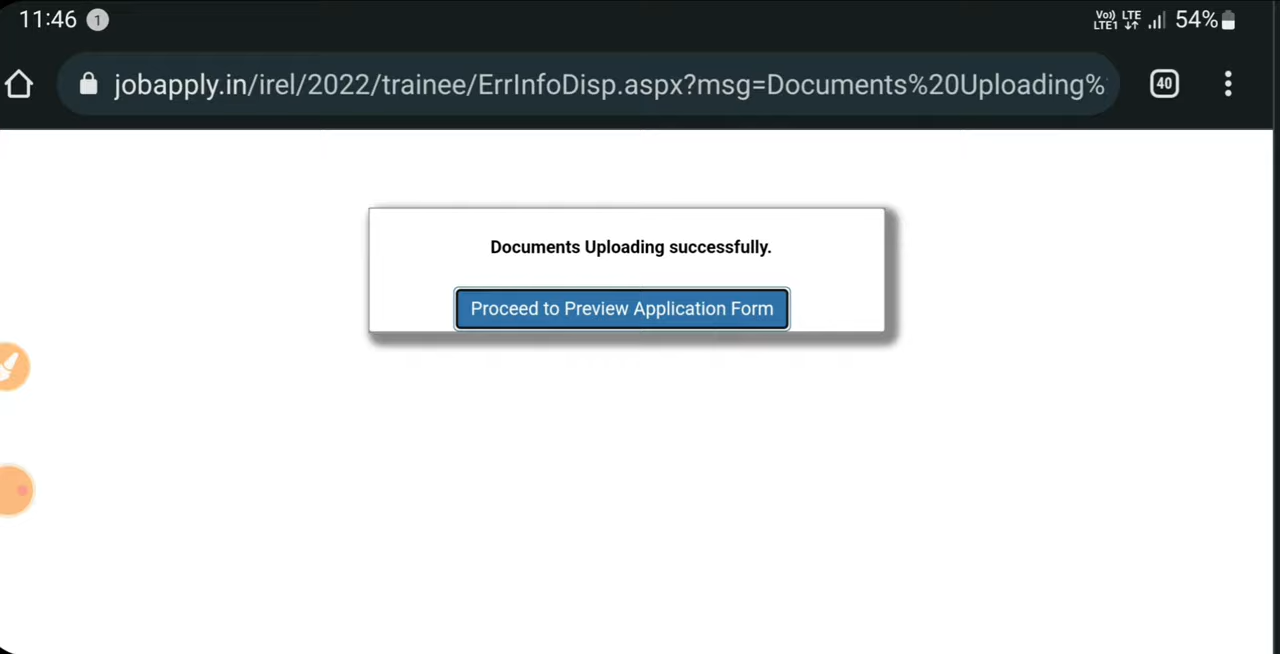 11:46 1 Vo)) LTE 54%
LTE1
jobapply.in/irel/2022/trainee/ErrInfoDisp.aspx?msg=Documents%20Uploading% 40
Documents Uploading successfully.
Proceed to Preview Application Form